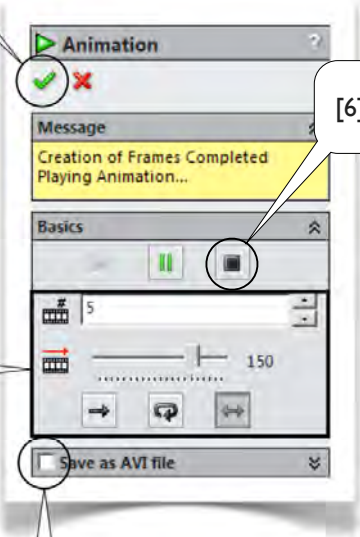 Animation ?
[6]
Message
Creation of Frames Completed
Playing Animation...
Basics
#
5
150
Save as AVI file